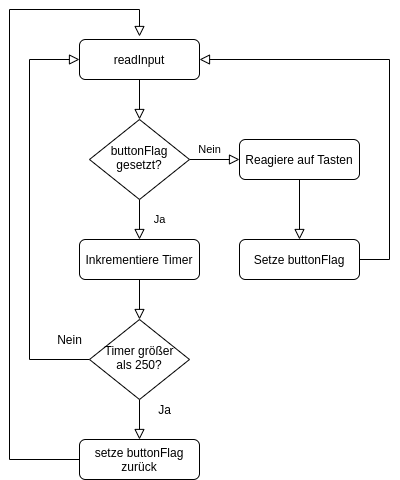 readInput
buttonFlag
gesetzt?
Nein
Reagiere auf Tasten
Ja
Inkrementiere Timer
Setze buttonFlag
Nein
Timer größer
als 250?
Ja
setze buttonFlag
zurück